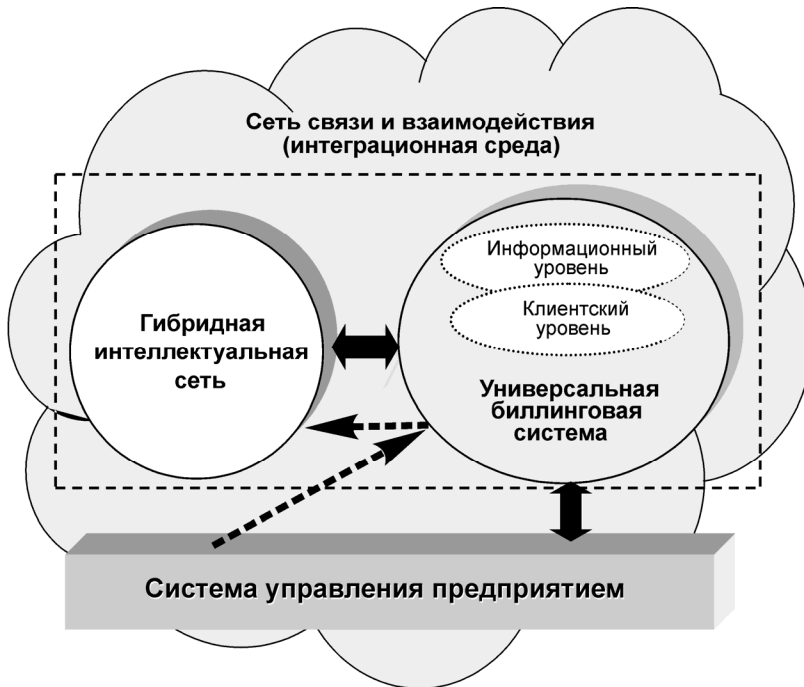 Сеть связи и взаимодействия
(интеграционная среда)
Информационный
уровень
Клиентский
уровень
Гибридная
интеллектуальная
сеть
Универсальная
биллинговая
система
Система управления предприятием